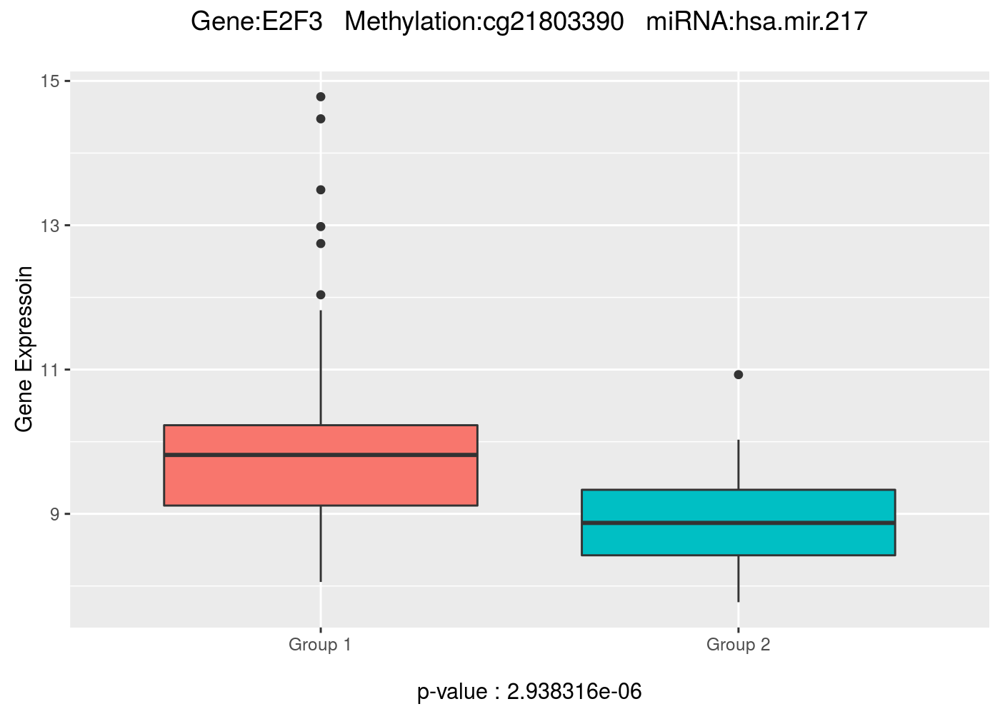 Gene:E2F3 Methylation:cg21803390 miRNA:hsa.mir.217
15
13
11
9
Gene Expressoin
Group 1 Group 2
p-value : 2.938316e-06